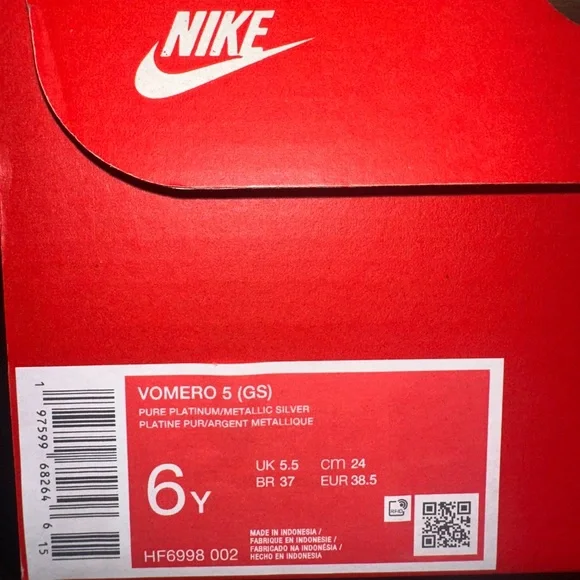 NIKE
VOMERO 5 (GS)
PURE PLATINUM/METALLIC SILVER
PLATINE PUR/ARGENT METALLIQUE
6Y
UK 5.5 cm 24
BR 37 EUR 38.5
RFID
HF6998 002
MADE IN INDONESIA /
FABRIQUE EN INDONESIE /
FABRICADO NA INDONÉSIA /
HECHO EN INDONESIA
1 97599 68264 6 15